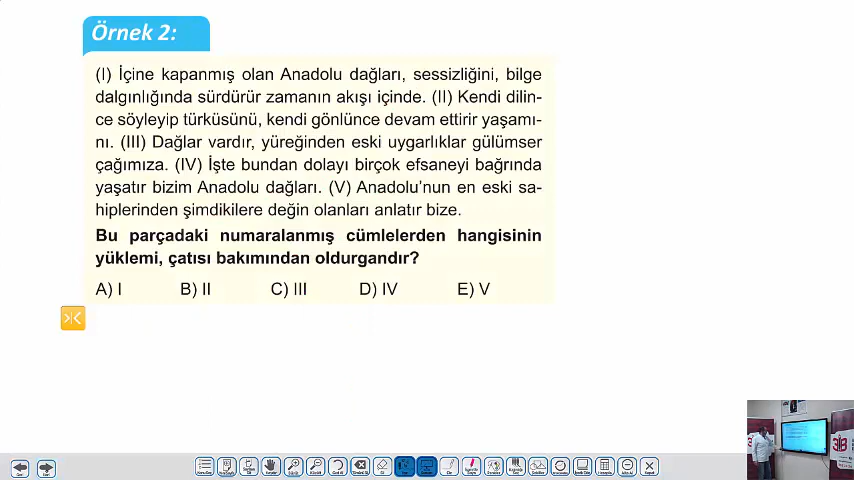 Örnek 2:
(I) İçine kapanmış olan Anadolu dağları, sessizliğini, bilge
dalgınlığında sürdürür zamanın akışı içinde. (II) Kendi dilin-
ce söyleyip türküsünü, kendi gönlünce devam ettirir yaşamı-
nı. (III) Dağlar vardır, yüreğinden eski uygarlıklar gülümser
çağımıza. (IV) İşte bundan dolayı birçok efsaneyi bağrında
yaşatır bizim Anadolu dağları. (V) Anadolu'nun en eski sa-
hiplerinden şimdikilere değin olanları anlatır bize.
Bu parçadaki numaralanmış cümlelerden hangisinin
yüklemi, çatısı bakımından oldurgandır?
A) I B) II C) III D) IV E) V